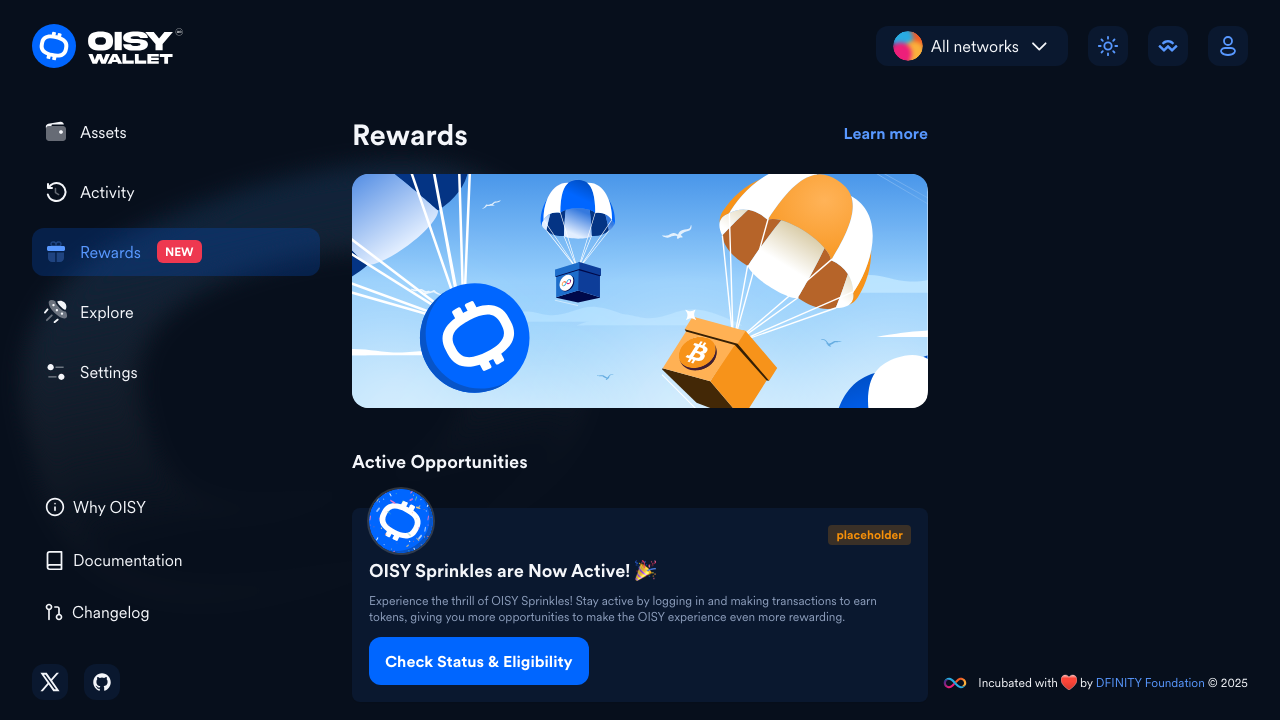 OISY
WALLET
All networks
Assets
Activity
Rewards NEW
Explore
Settings
Why OISY
Documentation
Changelog
Rewards
Learn more
Active Opportunities
placeholder
OISY Sprinkles are Now Active! 🎉
Experience the thrill of OISY Sprinkles! Stay active by logging in and making transactions to earn
tokens, giving you more opportunities to make the OISY experience even more rewarding.
Check Status & Eligibility
Incubated with ❤️ by DFINITY Foundation © 2025